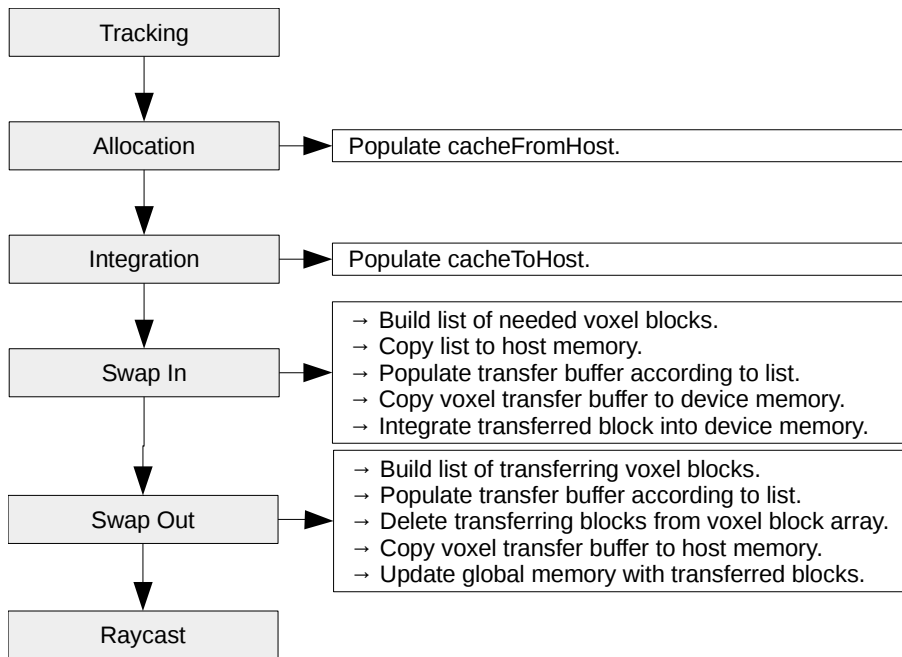 Tracking
Allocation
Populate cacheFromHost.
Integration
Populate cacheToHost.
Swap In
→ Build list of needed voxel blocks.
→ Copy list to host memory.
→ Populate transfer buffer according to list.
→ Copy voxel transfer buffer to device memory.
→ Integrate transferred block into device memory.
Swap Out
→ Build list of transferring voxel blocks.
→ Populate transfer buffer according to list.
→ Delete transferring blocks from voxel block array.
→ Copy voxel transfer buffer to host memory.
→ Update global memory with transferred blocks.
Raycast